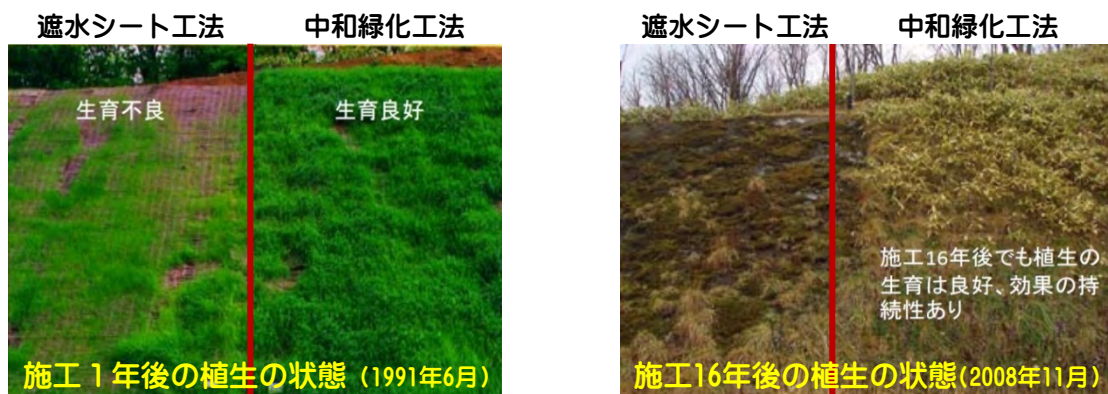 遮水シート工法
中和緑化工法
生育不良
生育良好
施工1年後の植生の状態(1991年6月)
遮水シート工法
中和緑化工法
施工16年後でも植生の
生育は良好、効果の持
続性あり
施工16年後の植生の状態(2008年11月)